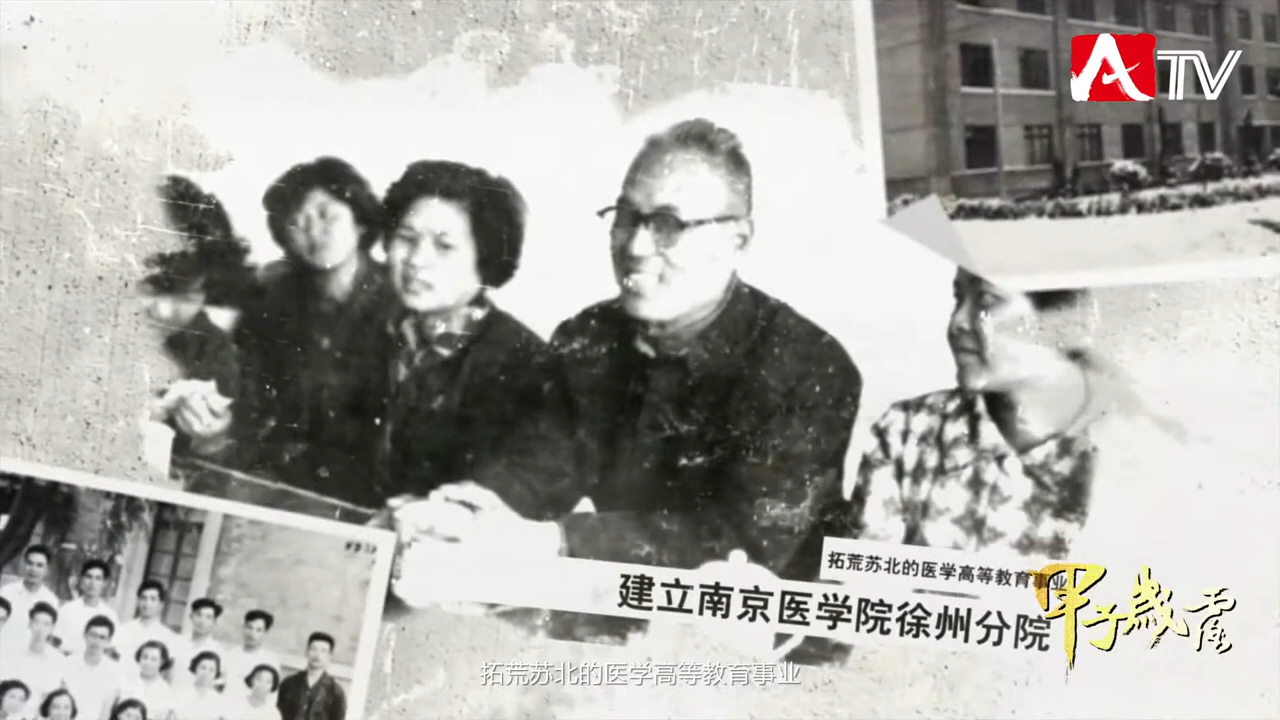 ATV
拓荒苏北的医学高等教育事业
建立南京医学院徐州分院
甲子岁
拓荒苏北的医学高等教育事业